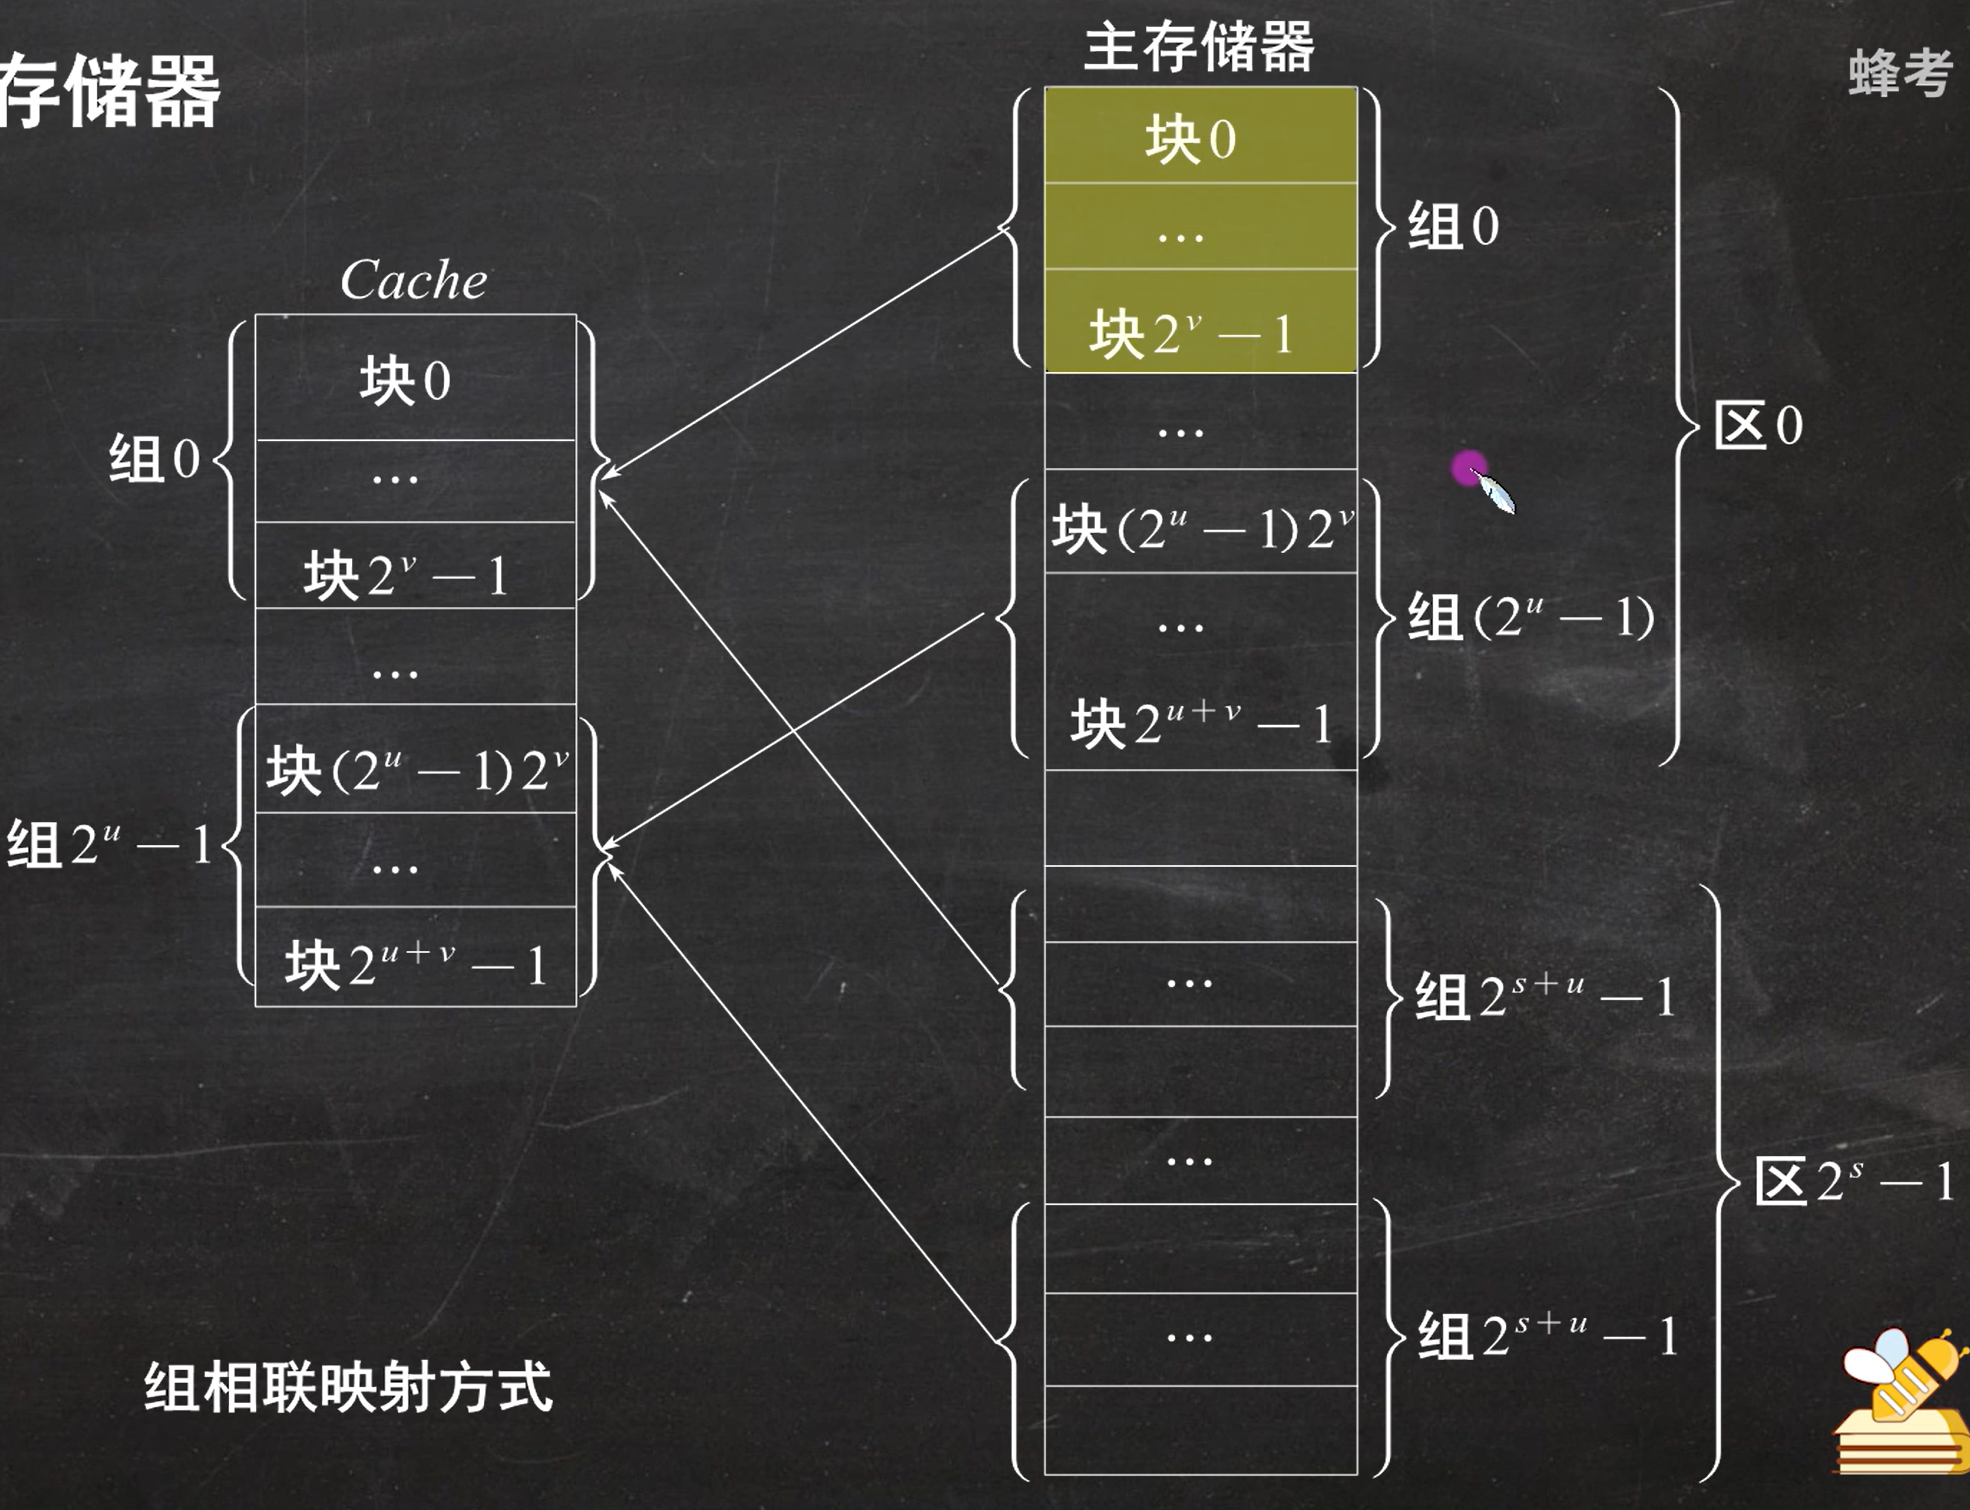 存储器
蜂考
主存储器
块0
…
块2^v − 1
…
块(2^u − 1)2^v
…
块2^{u+v} − 1
…
…
…
组0
组(2^u − 1)
组2^{s+u} − 1
组2^{s+u} − 1
区0
区2^s − 1
Cache
块0
…
块2^v − 1
…
块(2^u − 1)2^v
…
块2^{u+v} − 1
组0
组2^u − 1
组相联映射方式